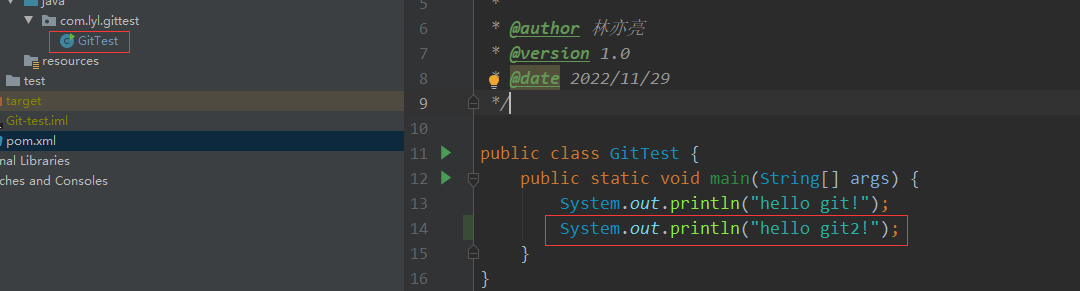 java
com.lyl.gittest
GitTest
resources
test
target
Git-test.iml
pom.xml
nal Libraries
ches and Consoles
5 *
6 * @author 林亦亮
7 * @version 1.0
8 * @date 2022/11/29
9 */
10
11 public class GitTest {
12 public static void main(String[] args) {
13 System.out.println("hello git!");
14 System.out.println("hello git2!");
15 }
16 }